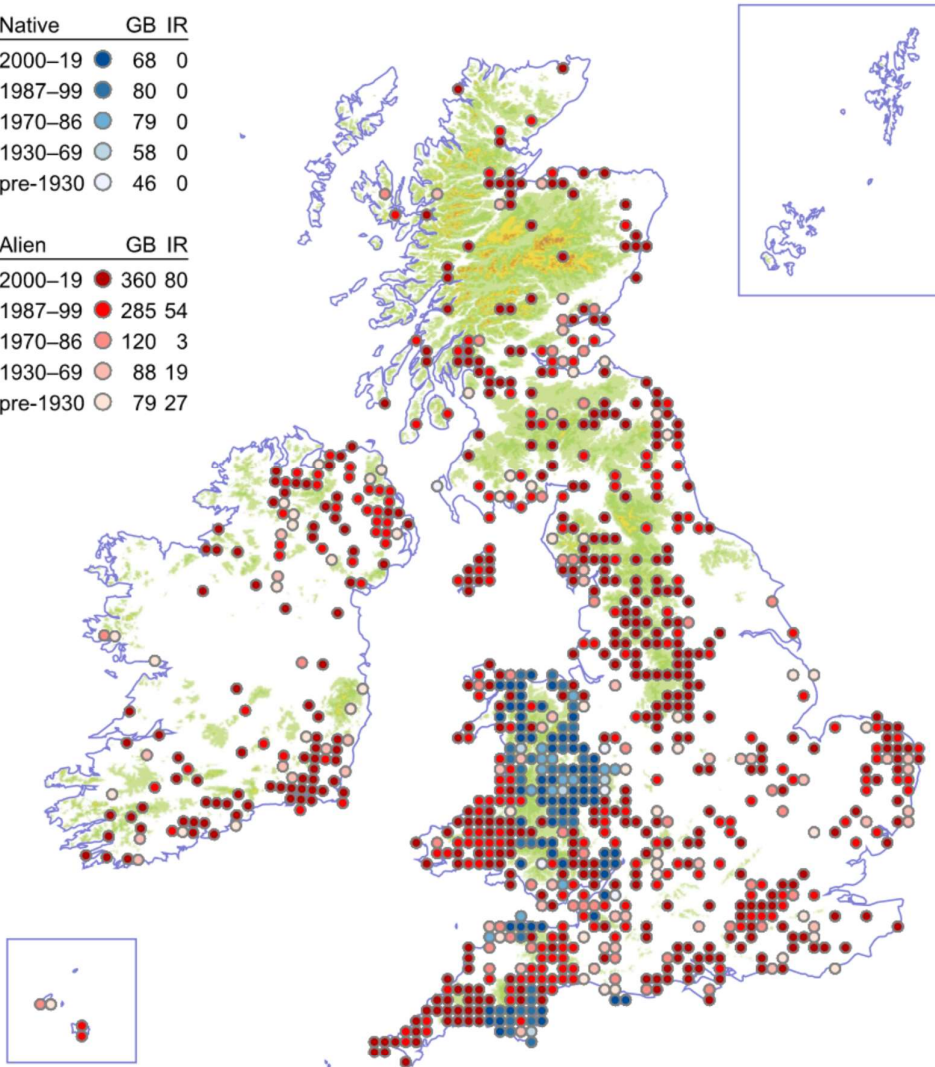 Native GB IR
2000–19 68 0
1987–99 80 0
1970–86 79 0
1930–69 58 0
pre-1930 46 0
Alien GB IR
2000–19 360 80
1987–99 285 54
1970–86 120 3
1930–69 88 19
pre-1930 79 27